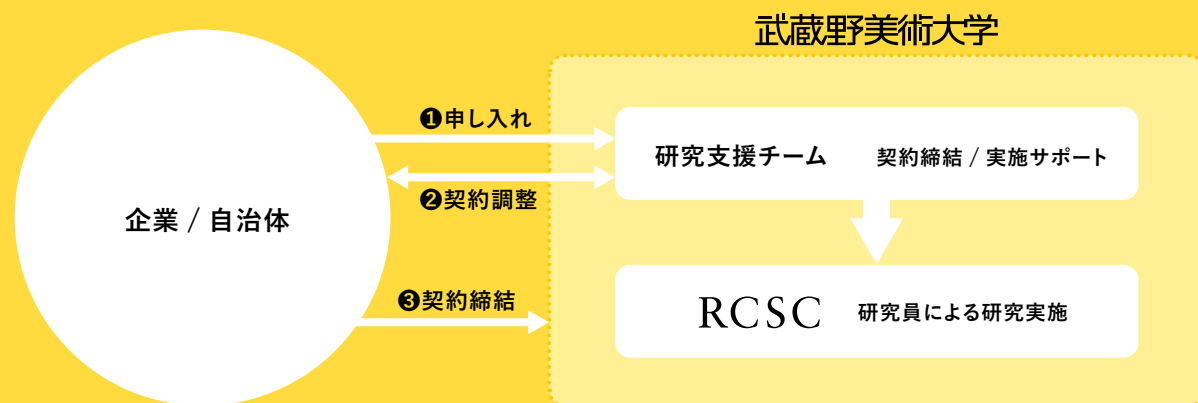 武蔵野美術大学
❶申し入れ
研究支援チーム 契約締結 / 実施サポート
❷契約調整
企業 / 自治体
❸契約締結
RCSC 研究員による研究実施